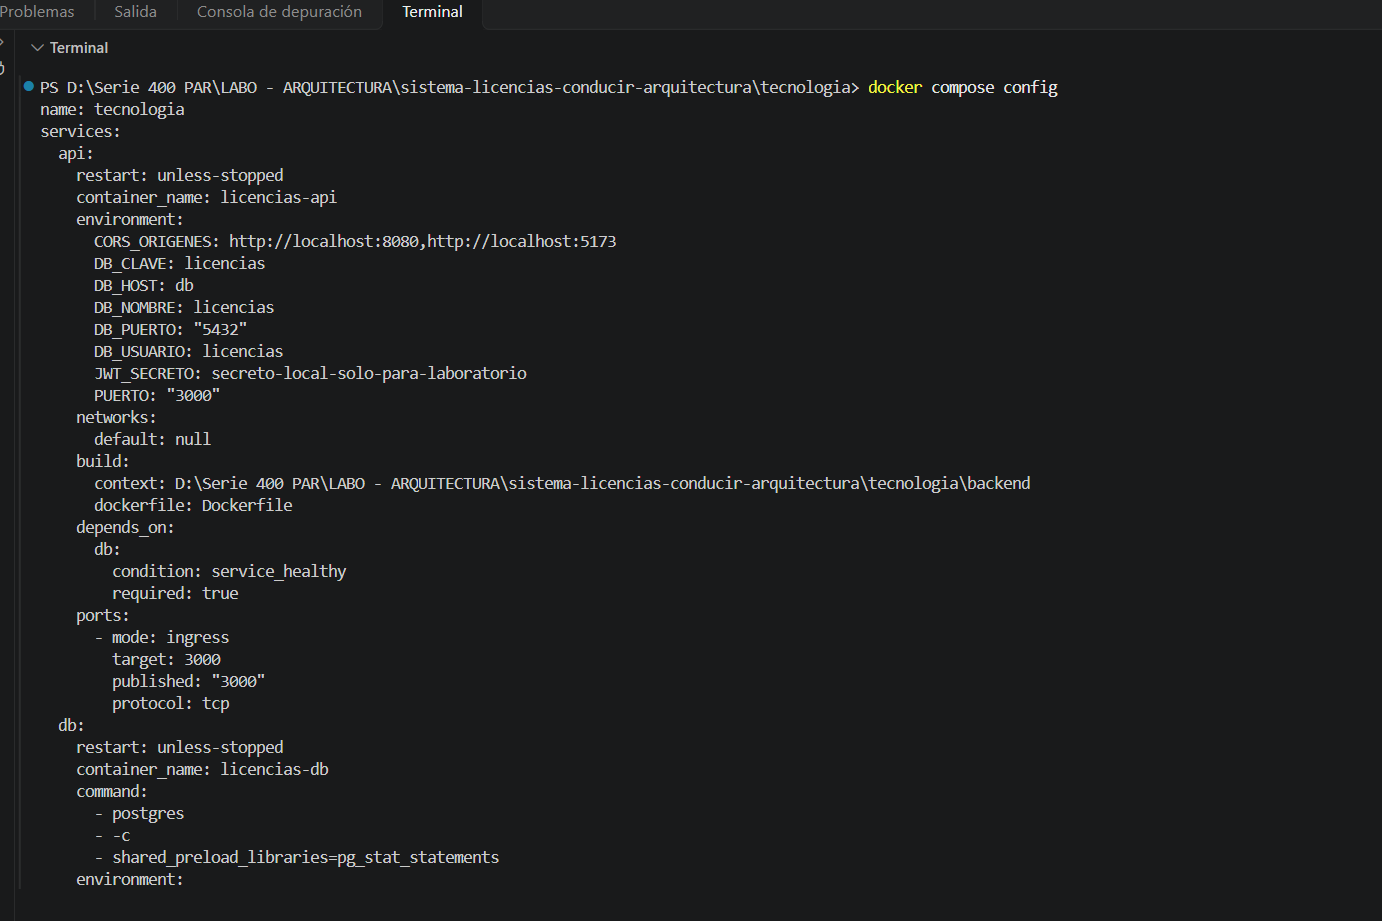 Problemas Salida Consola de depuración Terminal
Terminal
PS D:\Serie 400 PAR\LABO - ARQUITECTURA\sistema-licencias-conducir-arquitectura\tecnologia> docker compose config
name: tecnologia
services:
  api:
    restart: unless-stopped
    container_name: licencias-api
    environment:
      CORS_ORIGENES: http://localhost:8080,http://localhost:5173
      DB_CLAVE: licencias
      DB_HOST: db
      DB_NOMBRE: licencias
      DB_PUERTO: "5432"
      DB_USUARIO: licencias
      JWT_SECRETO: secreto-local-solo-para-laboratorio
      PUERTO: "3000"
    networks:
      default: null
    build:
      context: D:\Serie 400 PAR\LABO - ARQUITECTURA\sistema-licencias-conducir-arquitectura\tecnologia\backend
      dockerfile: Dockerfile
    depends_on:
      db:
        condition: service_healthy
        required: true
    ports:
      - mode: ingress
        target: 3000
        published: "3000"
        protocol: tcp
  db:
    restart: unless-stopped
    container_name: licencias-db
    command:
      - postgres
      - -c
      - shared_preload_libraries=pg_stat_statements
    environment: